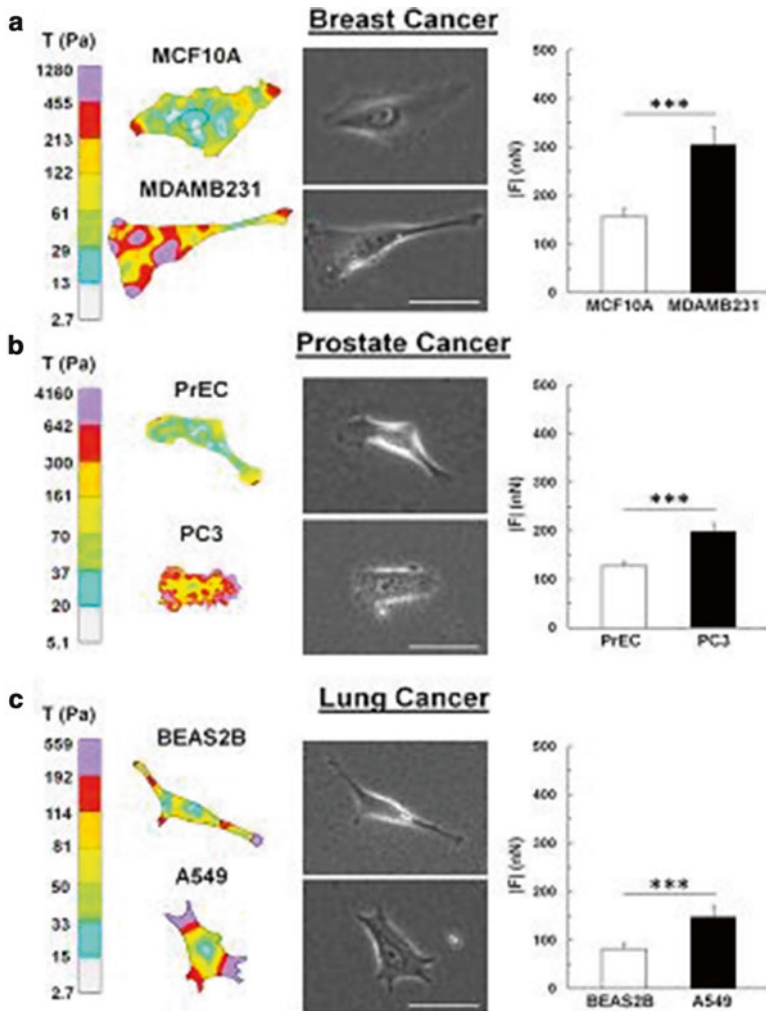 a
Breast Cancer
T (Pa)
1280
455
213
122
61
29
13
2.7
MCF10A
MDAMB231
500
400
300
200
100
0
|F| (nN)
***
MCF10A MDAMB231
b
Prostate Cancer
T (Pa)
4160
642
300
161
70
37
20
5.1
PrEC
PC3
500
400
300
200
100
0
|F| (nN)
***
PrEC PC3
c
Lung Cancer
T (Pa)
559
192
114
81
50
33
15
2.7
BEAS2B
A549
500
400
300
200
100
0
|F| (nN)
***
BEAS2B A549